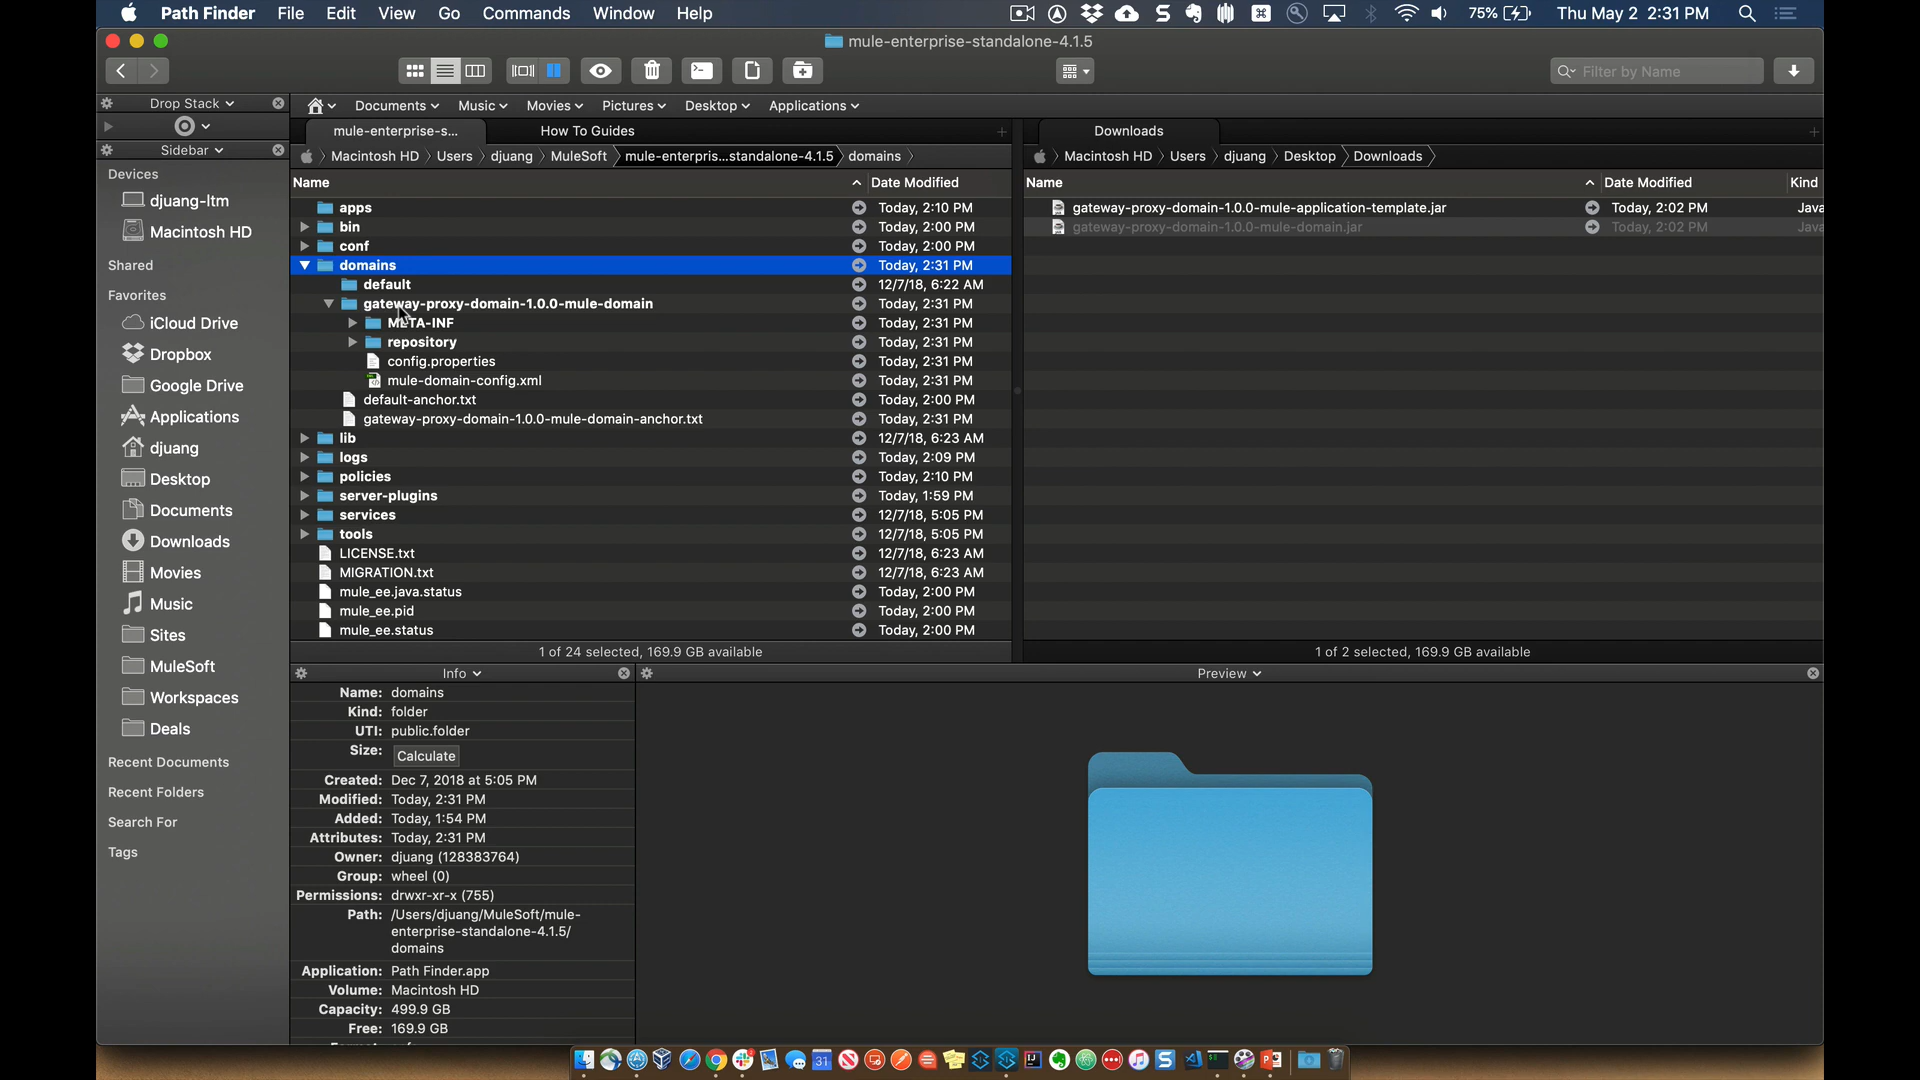 Path Finder File Edit View Go Commands Window Help 75% Thu May 2 2:31 PM
mule-enterprise-standalone-4.1.5
Filter by Name
Drop Stack
Documents Music Movies Pictures Desktop Applications
mule-enterprise-s... How To Guides Downloads
Sidebar
Macintosh HD Users djuang MuleSoft mule-enterpris...standalone-4.1.5 domains
Macintosh HD Users djuang Desktop Downloads
Devices
djuang-ltm
Macintosh HD
Shared
Favorites
iCloud Drive
Dropbox
Google Drive
Applications
djuang
Desktop
Documents
Downloads
Movies
Music
Sites
MuleSoft
Workspaces
Deals
Recent Documents
Recent Folders
Search For
Tags
Name Date Modified
apps Today, 2:10 PM
bin Today, 2:00 PM
conf Today, 2:00 PM
domains Today, 2:31 PM
default 12/7/18, 6:22 AM
gateway-proxy-domain-1.0.0-mule-domain Today, 2:31 PM
META-INF Today, 2:31 PM
repository Today, 2:31 PM
config.properties Today, 2:31 PM
mule-domain-config.xml Today, 2:31 PM
default-anchor.txt Today, 2:00 PM
gateway-proxy-domain-1.0.0-mule-domain-anchor.txt Today, 2:31 PM
lib 12/7/18, 6:23 AM
logs Today, 2:09 PM
policies Today, 2:10 PM
server-plugins Today, 1:59 PM
services 12/7/18, 5:05 PM
tools 12/7/18, 5:05 PM
LICENSE.txt 12/7/18, 6:23 AM
MIGRATION.txt 12/7/18, 6:23 AM
mule_ee.java.status Today, 2:00 PM
mule_ee.pid Today, 2:00 PM
mule_ee.status Today, 2:00 PM
1 of 24 selected, 169.9 GB available
Name Date Modified Kind
gateway-proxy-domain-1.0.0-mule-application-template.jar Today, 2:02 PM Java
gateway-proxy-domain-1.0.0-mule-domain.jar Today, 2:02 PM Java
1 of 2 selected, 169.9 GB available
Info
Name: domains
Kind: folder
UTI: public.folder
Size: Calculate
Created: Dec 7, 2018 at 5:05 PM
Modified: Today, 2:31 PM
Added: Today, 1:54 PM
Attributes: Today, 2:31 PM
Owner: djuang (128383764)
Group: wheel (0)
Permissions: drwxr-xr-x (755)
Path: /Users/djuang/MuleSoft/mule-
enterprise-standalone-4.1.5/
domains
Application: Path Finder.app
Volume: Macintosh HD
Capacity: 499.9 GB
Free: 169.9 GB
Preview
31